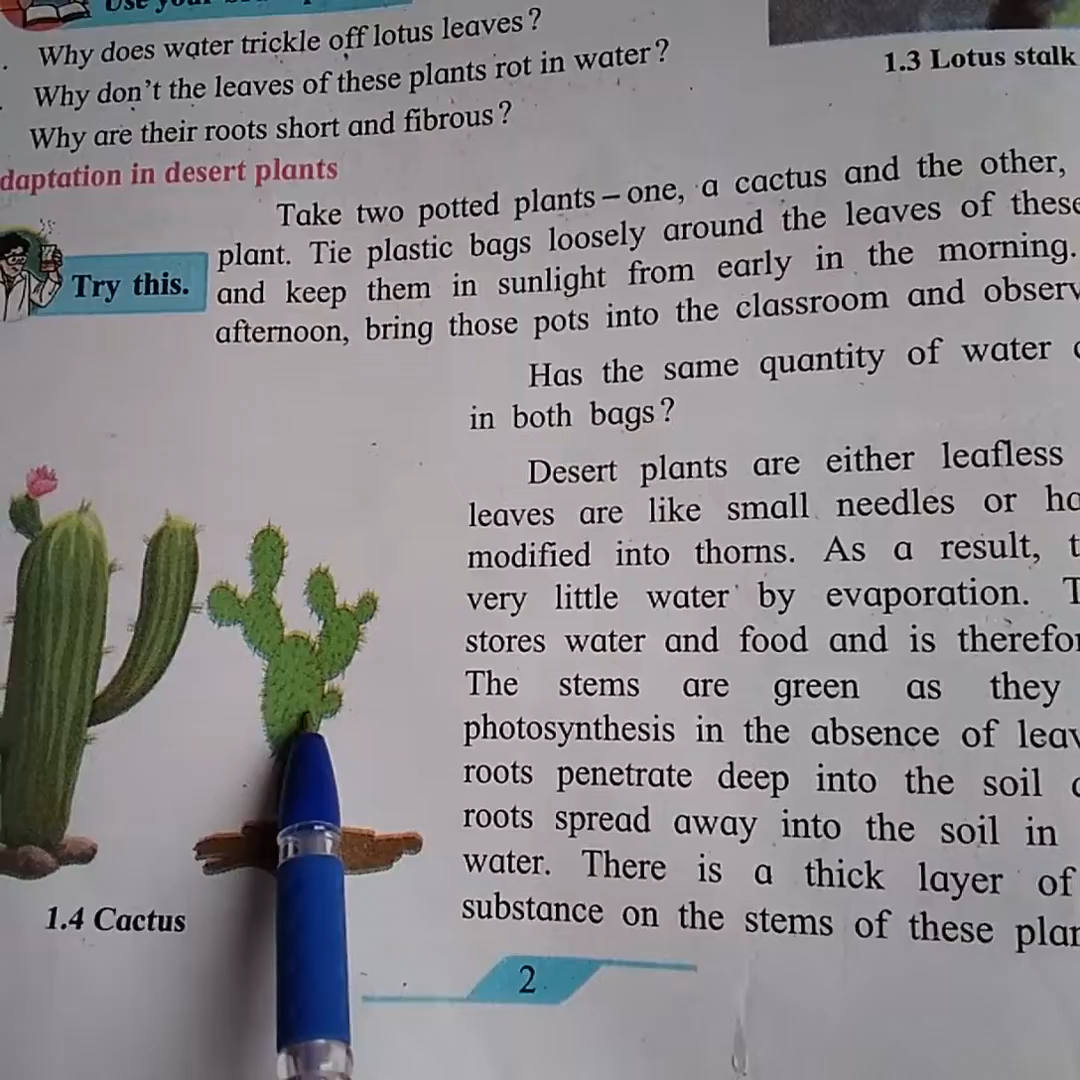 Why does water trickle off lotus leaves?
Why don't the leaves of these plants rot in water?
Why are their roots short and fibrous?
1.3 Lotus stalk
daptation in desert plants
Try this.
Take two potted plants – one, a cactus and the other,
plant. Tie plastic bags loosely around the leaves of these
and keep them in sunlight from early in the morning.
afternoon, bring those pots into the classroom and observ
Has the same quantity of water
in both bags?
Desert plants are either leafless
leaves are like small needles or ha
modified into thorns. As a result, t
very little water by evaporation. T
stores water and food and is therefor
The stems are green as they
photosynthesis in the absence of leav
roots penetrate deep into the soil
roots spread away into the soil in
water. There is a thick layer of
substance on the stems of these plan
1.4 Cactus
2